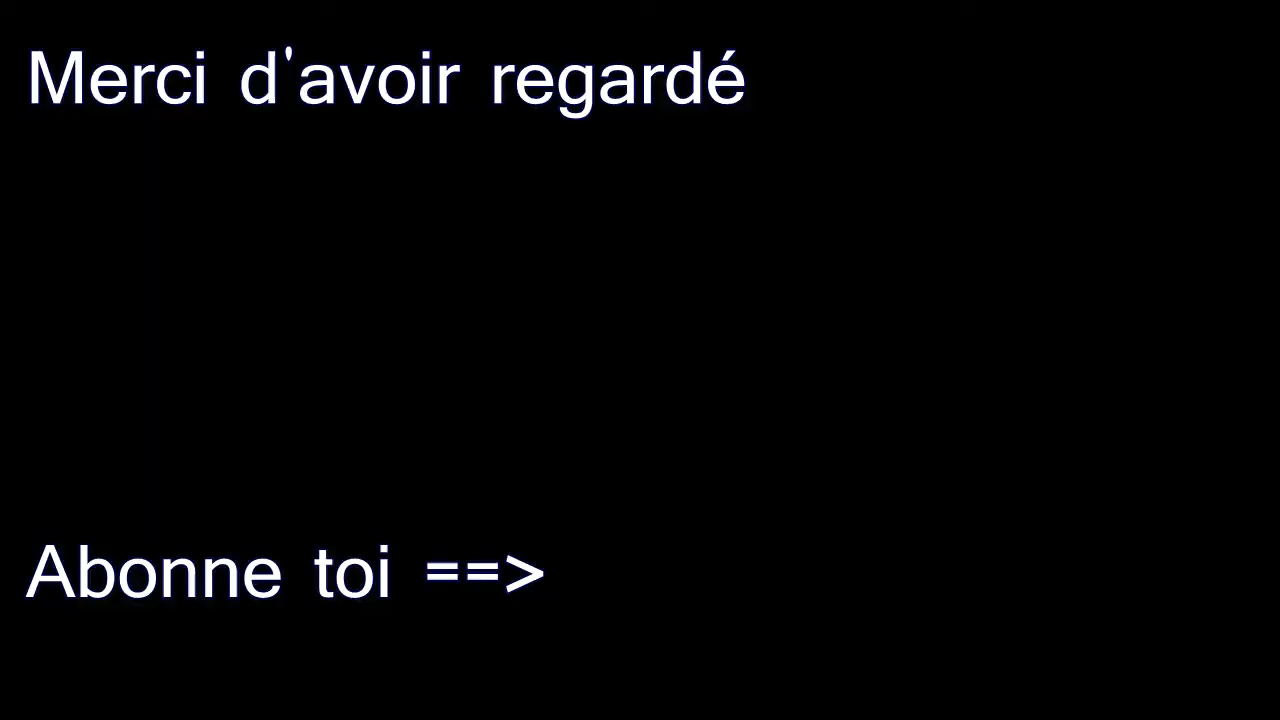 Merci d'avoir regardé
Abonne toi ==>